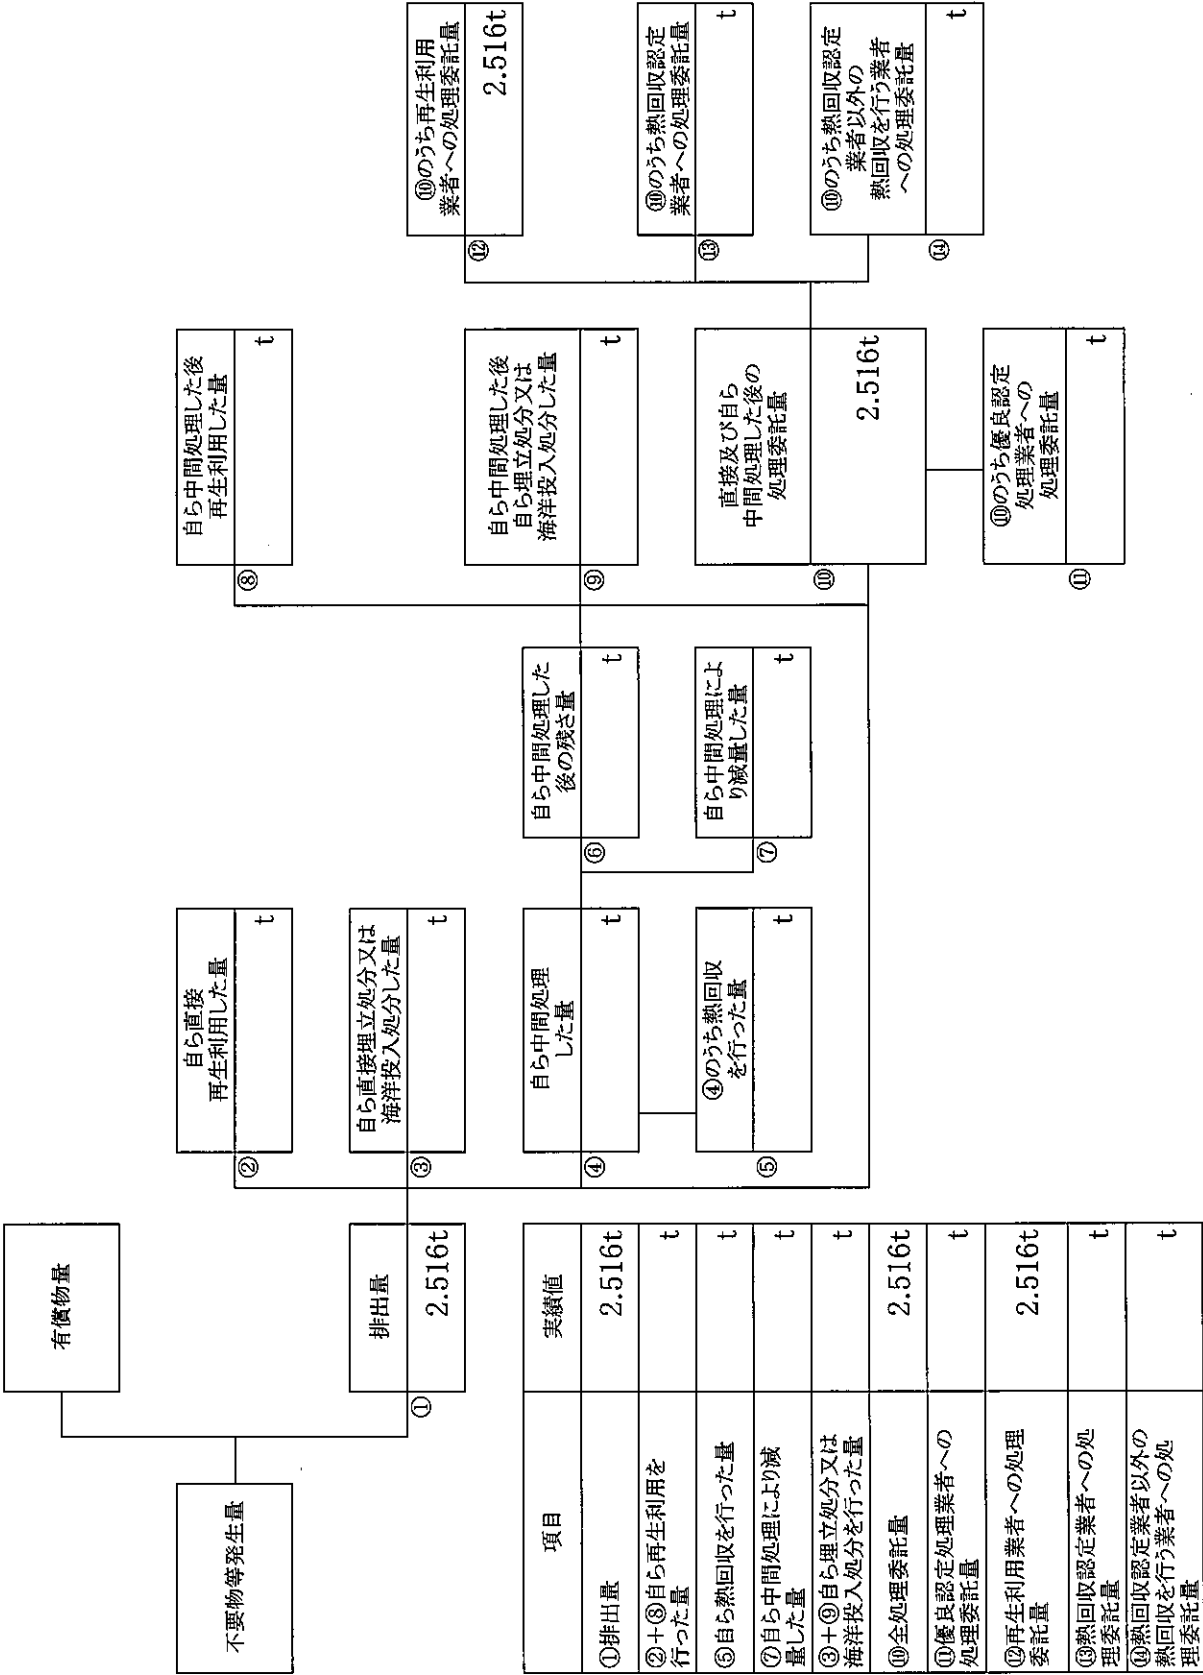 不要物等発生量
有償物量
排出量
①
2.516t
自ら直接
再生利用した量
②
t
自ら直接埋立処分又は
海洋投入処分した量
③
t
自ら中間処理
した量
④
t
④のうち熱回収
を行った量
⑤
t
自ら中間処理した
後の残さ量
⑥
t
自ら中間処理によ
り減量した量
⑦
t
自ら中間処理した後
再生利用した量
⑧
t
自ら中間処理した後
自ら埋立処分又は
海洋投入処分した量
⑨
t
直接及び自ら
中間処理した後の
処理委託量
⑩
2.516t
⑩のうち優良認定
処理業者への
処理委託量
⑪
t
⑩のうち再生利用
業者への処理委託量
⑫
2.516t
⑩のうち熱回収認定
業者への処理委託量
⑬
t
⑩のうち熱回収認定
業者以外の
熱回収を行う業者
への処理委託量
⑭
t
項目
実績値
①排出量
2.516t
②+⑧自ら再生利用を
行った量
t
⑤自ら熱回収を行った量
t
⑦自ら中間処理により減
量した量
t
③+⑨自ら埋立処分又は
海洋投入処分を行った量
t
⑩全処理委託量
2.516t
⑪優良認定処理業者への
処理委託量
t
⑫再生利用業者への処理
委託量
2.516t
⑬熱回収認定業者への処
理委託量
t
⑭熱回収認定業者以外の
熱回収を行う業者への処
理委託量
t